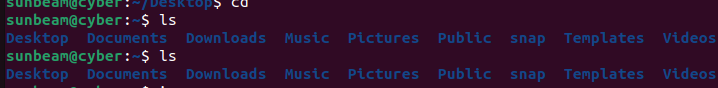 sunbeam@cyber:~/Desktop$ cd
sunbeam@cyber:~$ ls
Desktop Documents Downloads Music Pictures Public snap Templates Videos
sunbeam@cyber:~$ ls
Desktop Documents Downloads Music Pictures Public snap Templates Videos